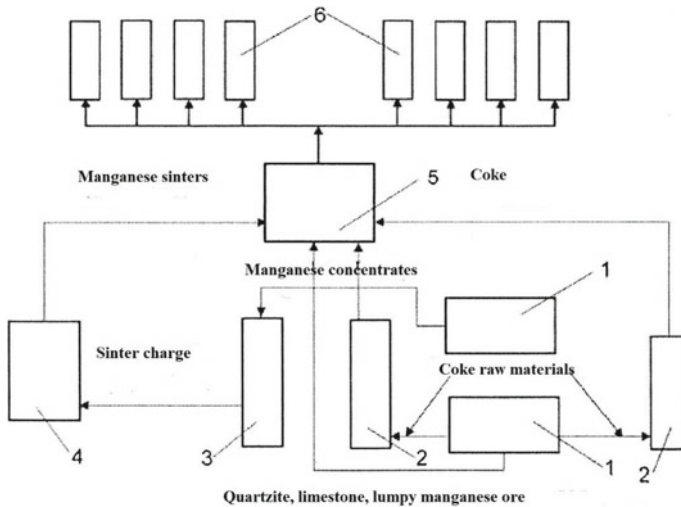 6
Manganese sinters
5
Coke
Manganese concentrates
1
Sinter charge
Coke raw materials
4
3
2
1
2
Quartzite, limestone, lumpy manganese ore